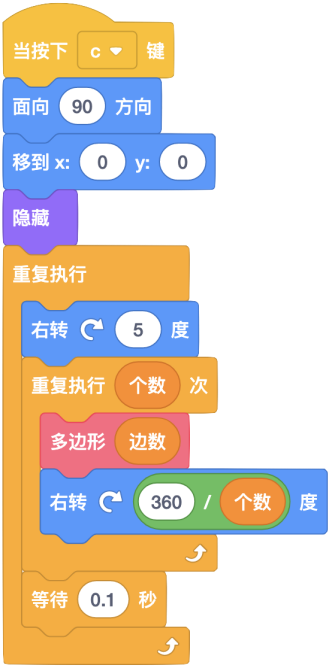 当按下 c 键
面向 90 方向
移到 x: 0 y: 0
隐藏
重复执行
右转 5 度
重复执行 个数 次
多边形 边数
右转 360 / 个数 度
等待 0.1 秒